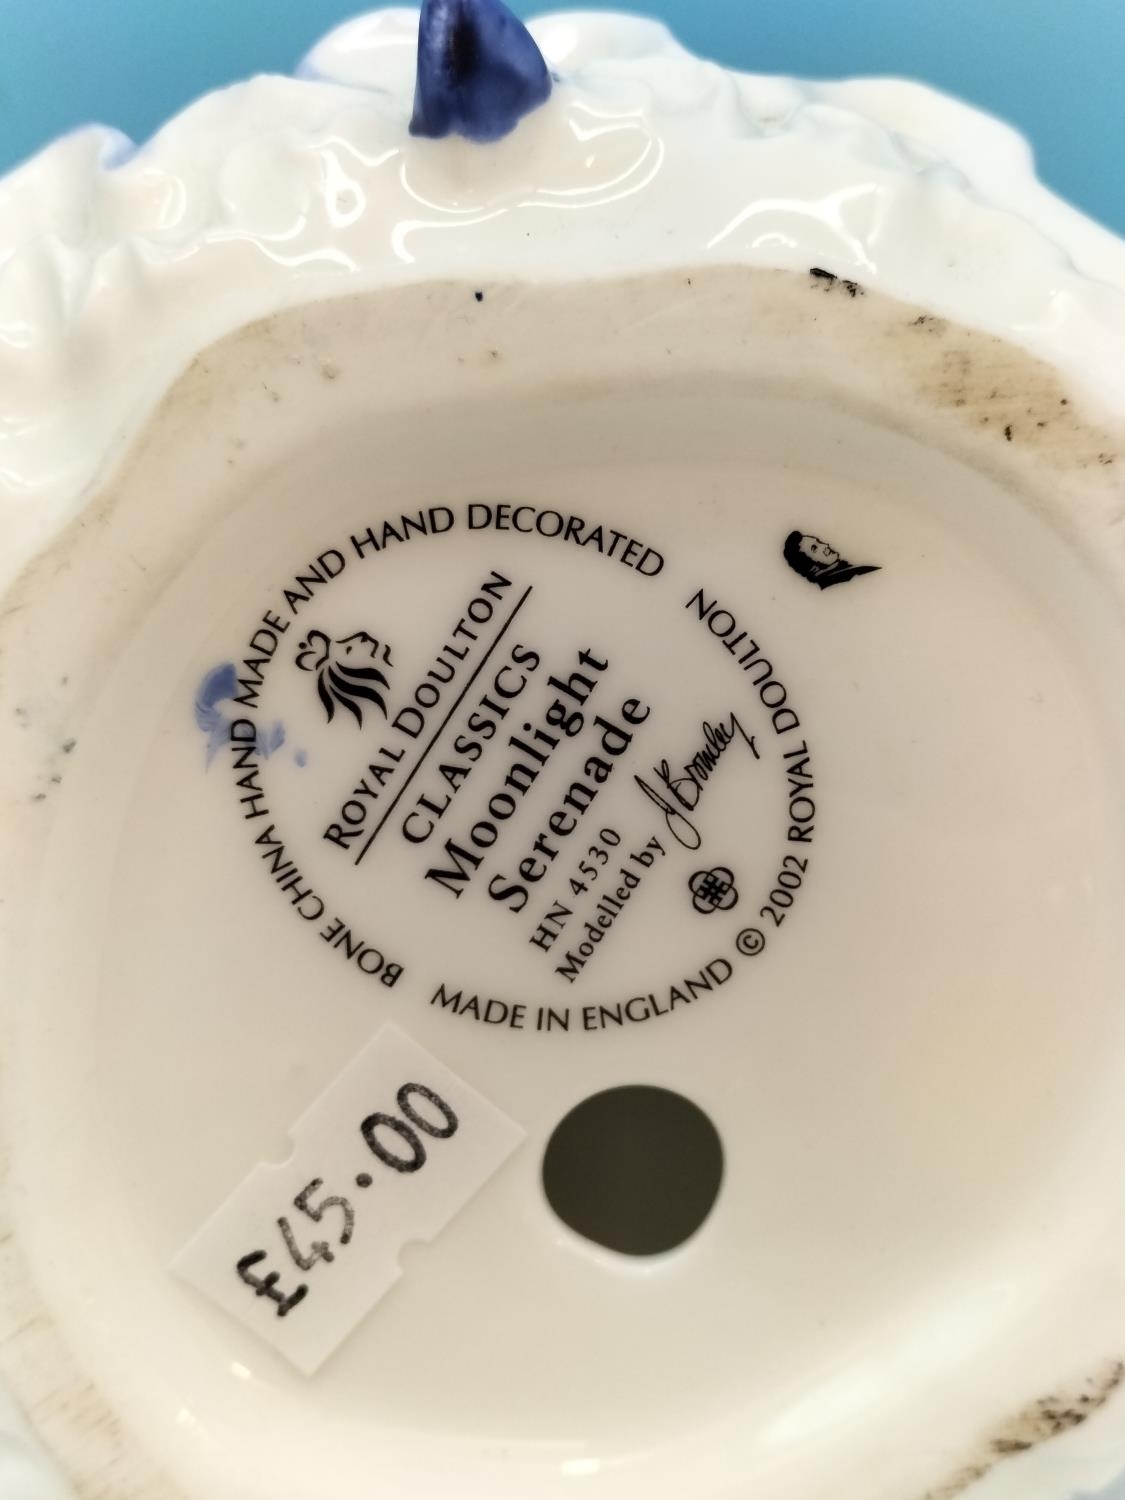 BONE CHINA HAND MADE AND HAND DECORATED
ROYAL DOULTON
CLASSICS
Moonlight
Serenade
HN 4530
Modelled by J Bromley
MADE IN ENGLAND © 2002 ROYAL DOULTON
£45.00